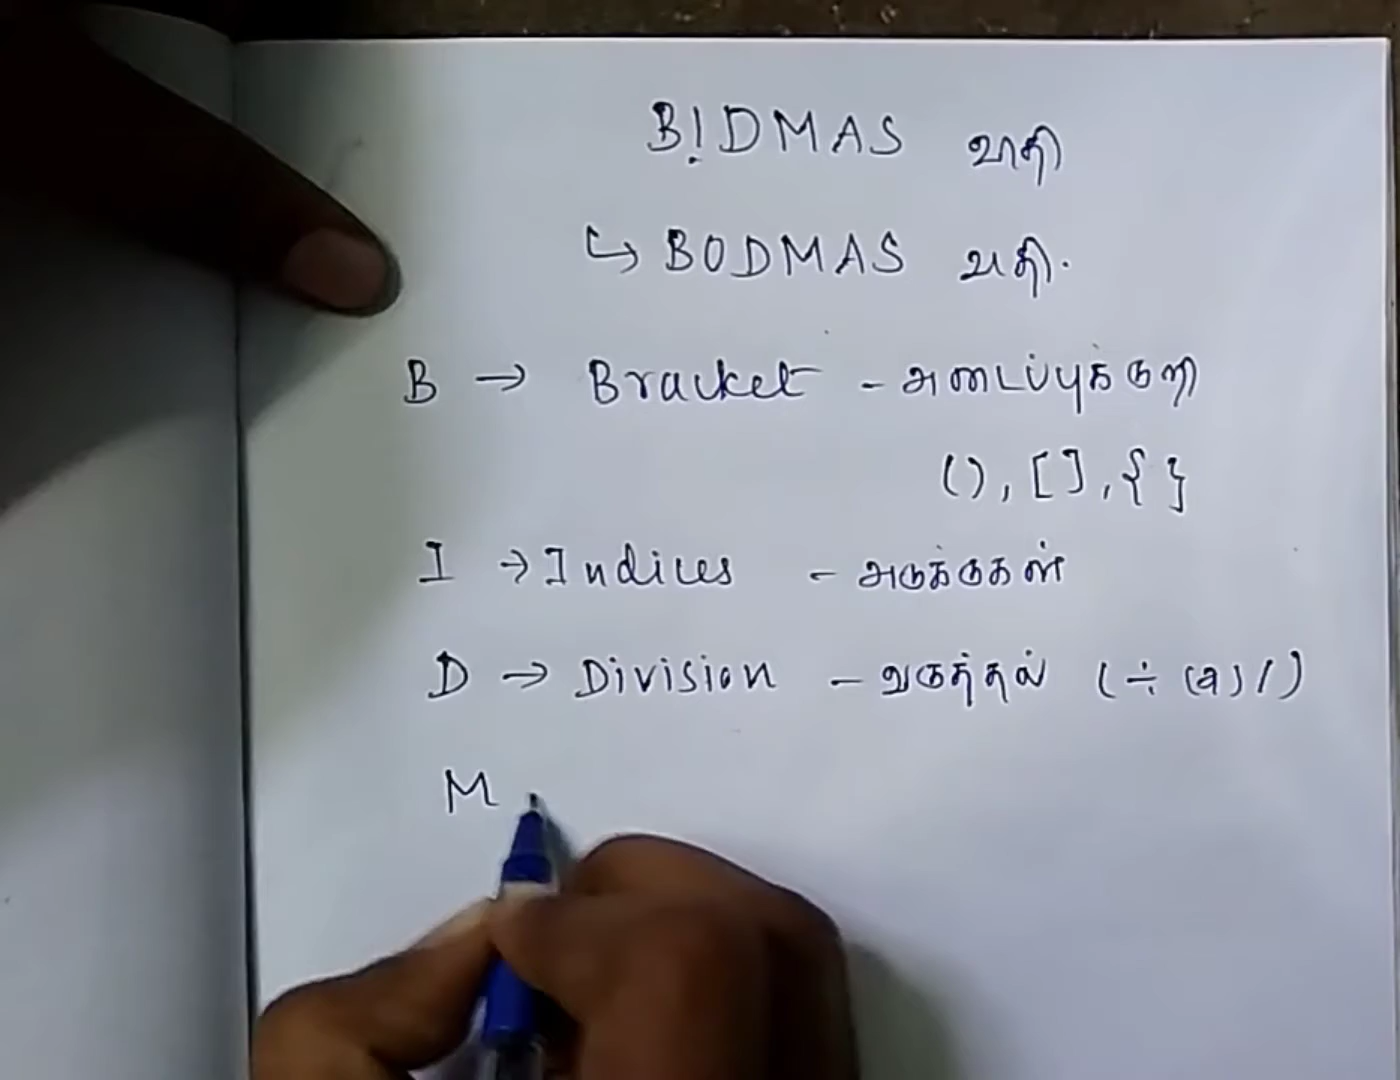 BIDMAS விதி
↳ BODMAS விதி.
B → Bracket - அடைப்புக்குறி
(), [], { }
I → Indices - அடுக்குகள்
D → Division - வகுத்தல் (÷ (அ) /)
M